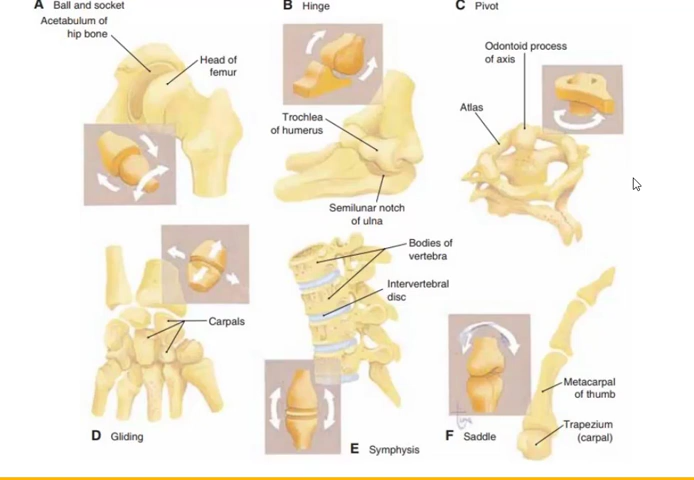 A Ball and socket
Acetabulum of
hip bone
Head of
femur
B Hinge
Trochlea
of humerus
Semilunar notch
of ulna
C Pivot
Odontoid process
of axis
Atlas
Carpals
D Gliding
Bodies of
vertebra
Intervertebral
disc
E Symphysis
Metacarpal
of thumb
Trapezium
(carpal)
F Saddle